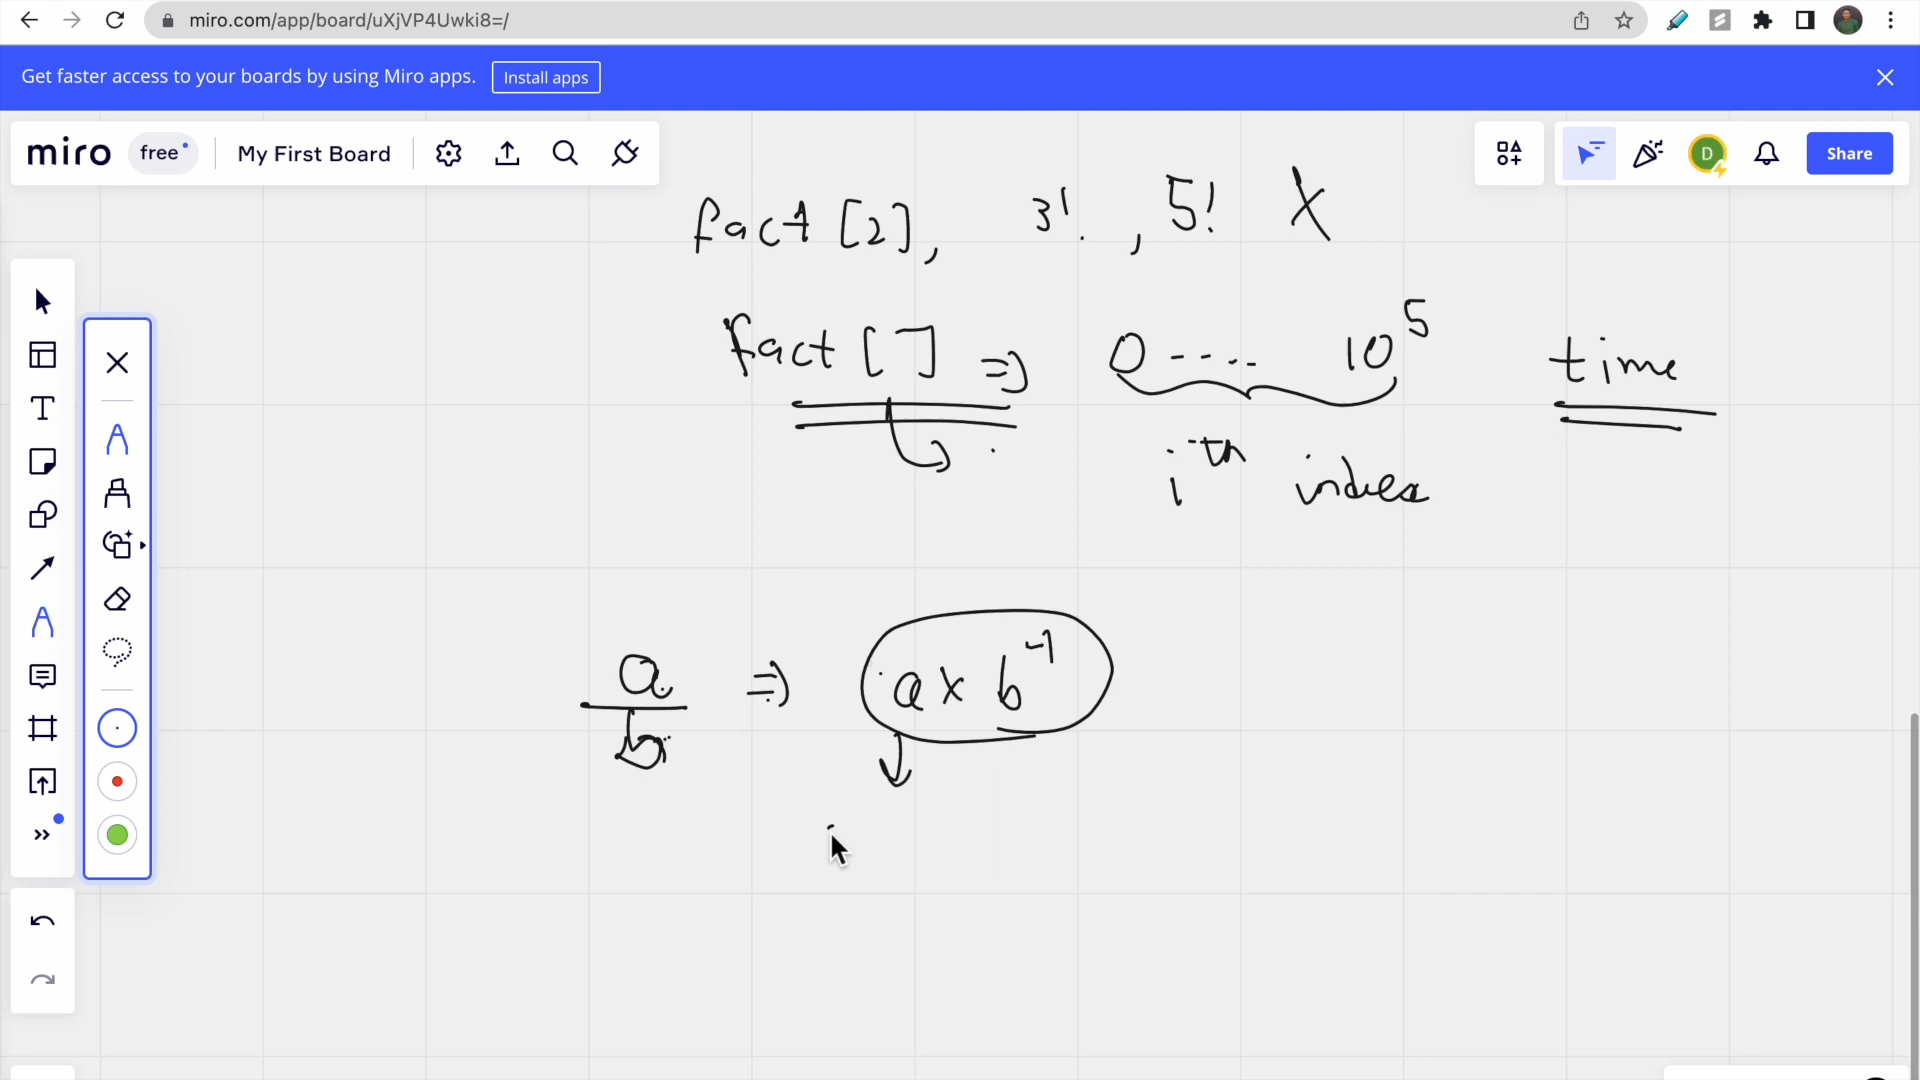 miro.com/app/board/uXjVP4Uwki8=/
Get faster access to your boards by using Miro apps. Install apps
miro free My First Board D Share
fact [2], 3!, 5! X
fact [ ] => 0 ---- 10^5 time
i^th index
a/b => a x b^-1